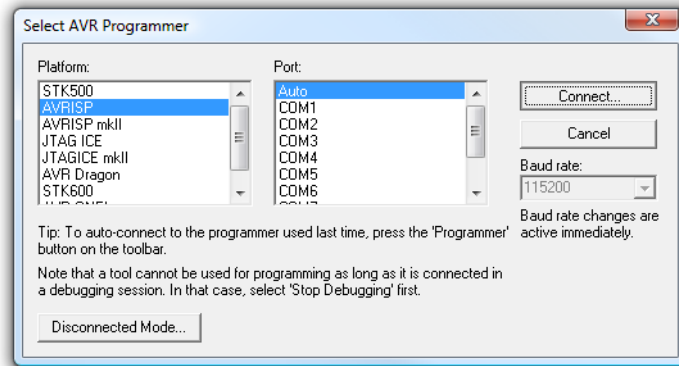 Select AVR Programmer
Platform:
STK500
AVRISP
AVRISP mkII
JTAG ICE
JTAGICE mkII
AVR Dragon
STK600
Port:
Auto
COM1
COM2
COM3
COM4
COM5
COM6
Connect...
Cancel
Baud rate:
115200
Baud rate changes are
active immediately.
Tip: To auto-connect to the programmer used last time, press the 'Programmer'
button on the toolbar.
Note that a tool cannot be used for programming as long as it is connected in
a debugging session. In that case, select 'Stop Debugging' first.
Disconnected Mode...